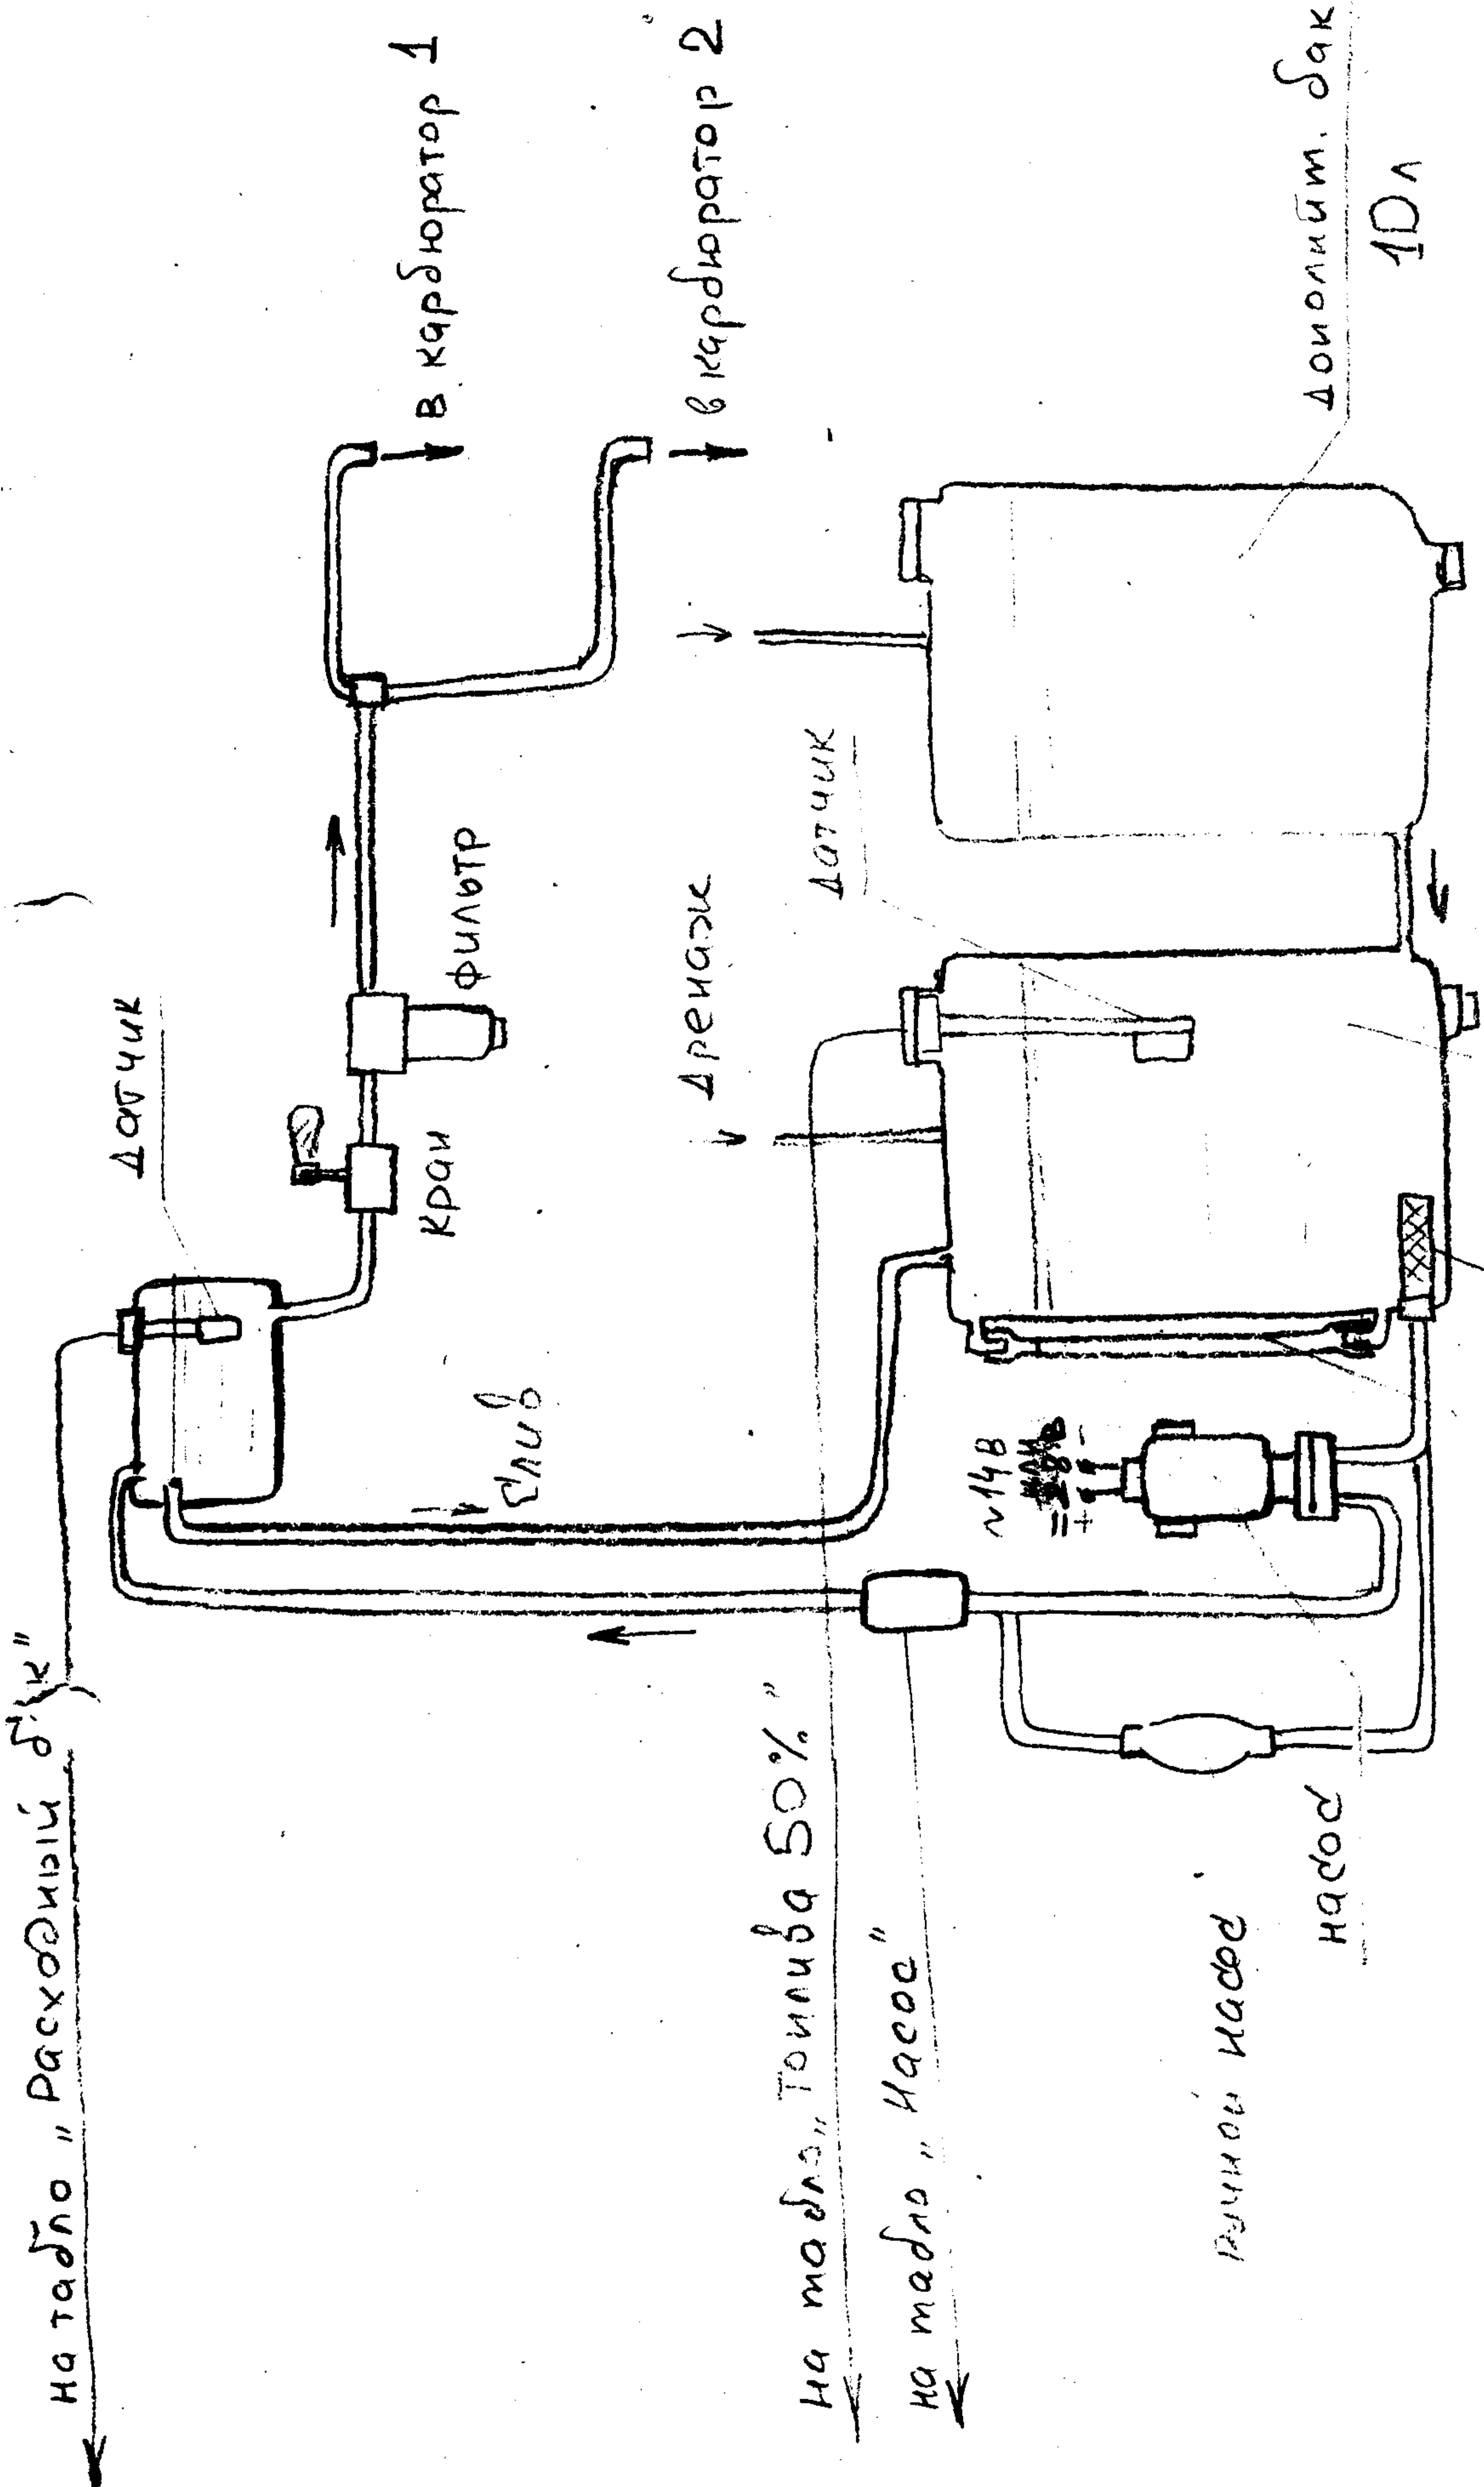 на табло „Расходный бак"
Датчик
В карбюратор 1
в карбюратор 2
фильтр
Кран
Слив
Дренаж
Датчик
на табло „Топлива 50%"
на табло „Насос"
~14В
= + -
Ручной насос
насос
Дополнит. бак
10л